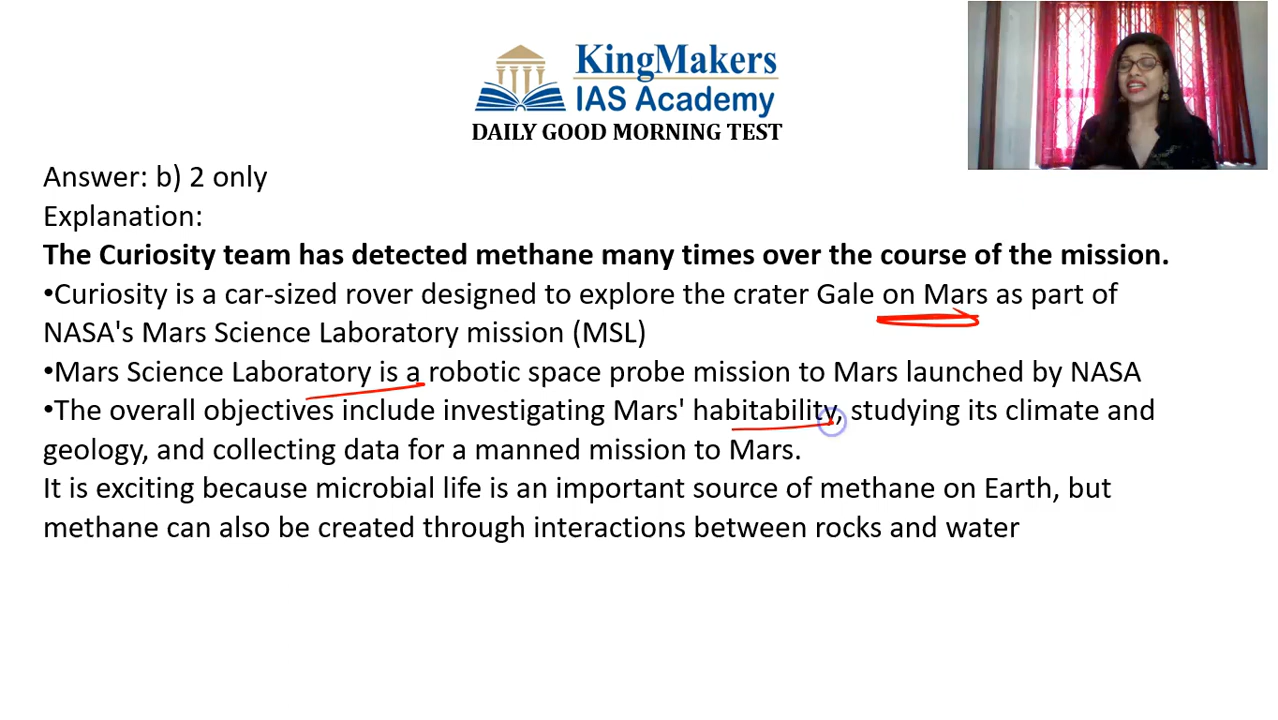 KingMakers
IAS Academy
DAILY GOOD MORNING TEST
Answer: b) 2 only
Explanation:
The Curiosity team has detected methane many times over the course of the mission.
•Curiosity is a car-sized rover designed to explore the crater Gale on Mars as part of
NASA's Mars Science Laboratory mission (MSL)
•Mars Science Laboratory is a robotic space probe mission to Mars launched by NASA
•The overall objectives include investigating Mars' habitability, studying its climate and
geology, and collecting data for a manned mission to Mars.
It is exciting because microbial life is an important source of methane on Earth, but
methane can also be created through interactions between rocks and water